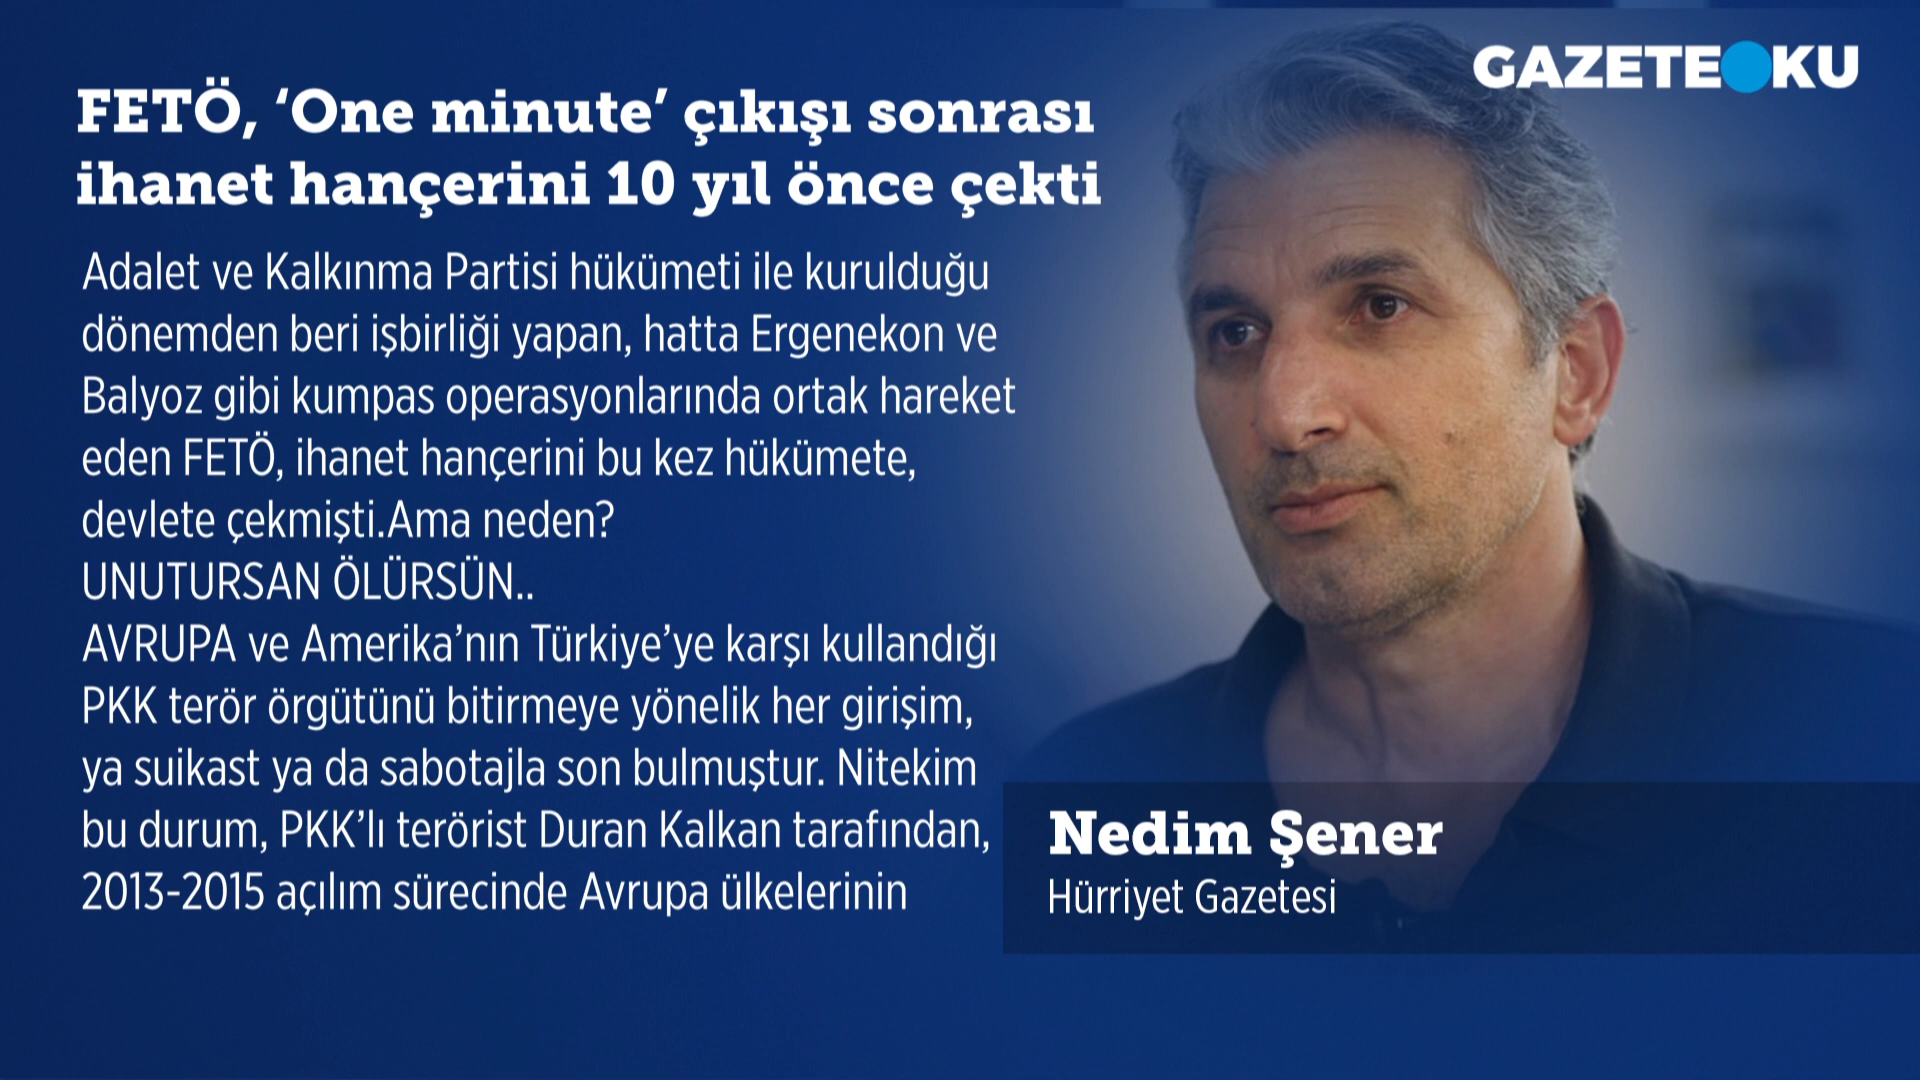 GAZETEOKU
FETÖ, ‘One minute’ çıkışı sonrası
ihanet hançerini 10 yıl önce çekti
Adalet ve Kalkınma Partisi hükümeti ile kurulduğu
dönemden beri işbirliği yapan, hatta Ergenekon ve
Balyoz gibi kumpas operasyonlarında ortak hareket
eden FETÖ, ihanet hançerini bu kez hükümete,
devlete çekmişti.Ama neden?
UNUTURSAN ÖLÜRSÜN..
AVRUPA ve Amerika’nın Türkiye’ye karşı kullandığı
PKK terör örgütünü bitirmeye yönelik her girişim,
ya suikast ya da sabotajla son bulmuştur. Nitekim
bu durum, PKK’lı terörist Duran Kalkan tarafından,
2013-2015 açılım sürecinde Avrupa ülkelerinin
Nedim Şener
Hürriyet Gazetesi